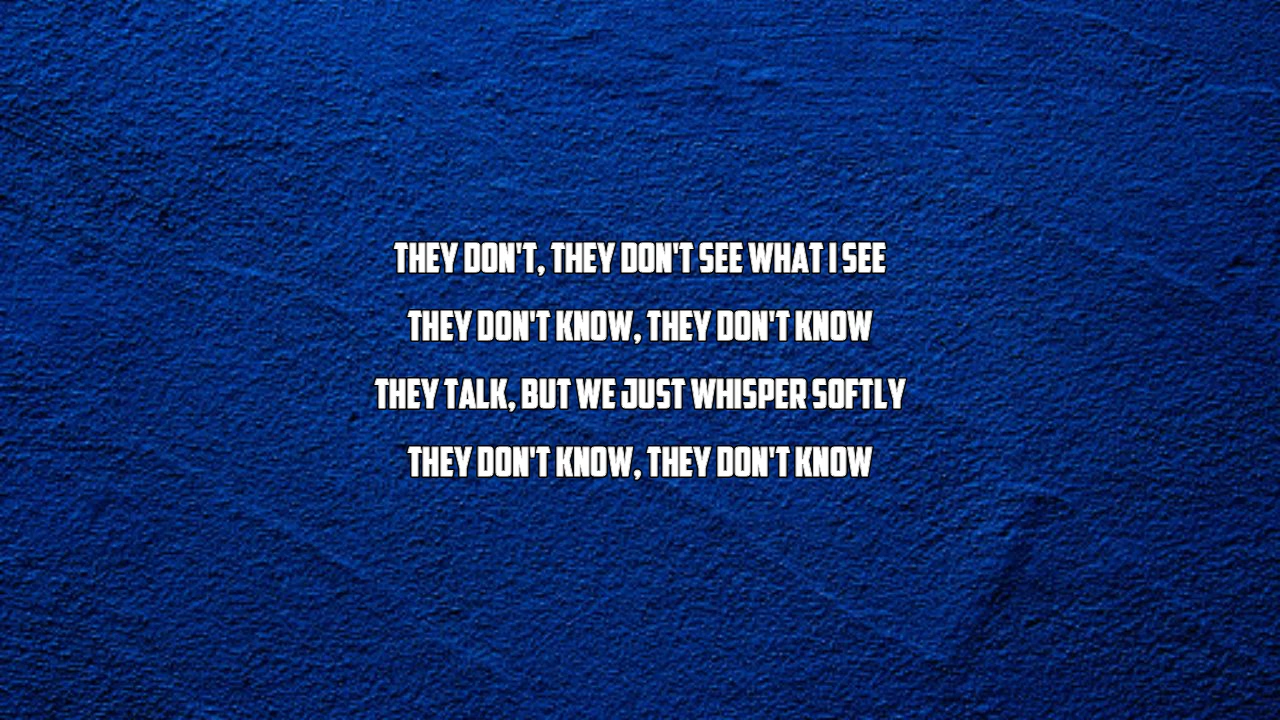 THEY DON'T, THEY DON'T SEE WHAT I SEE
THEY DON'T KNOW, THEY DON'T KNOW
THEY TALK, BUT WE JUST WHISPER SOFTLY
THEY DON'T KNOW, THEY DON'T KNOW